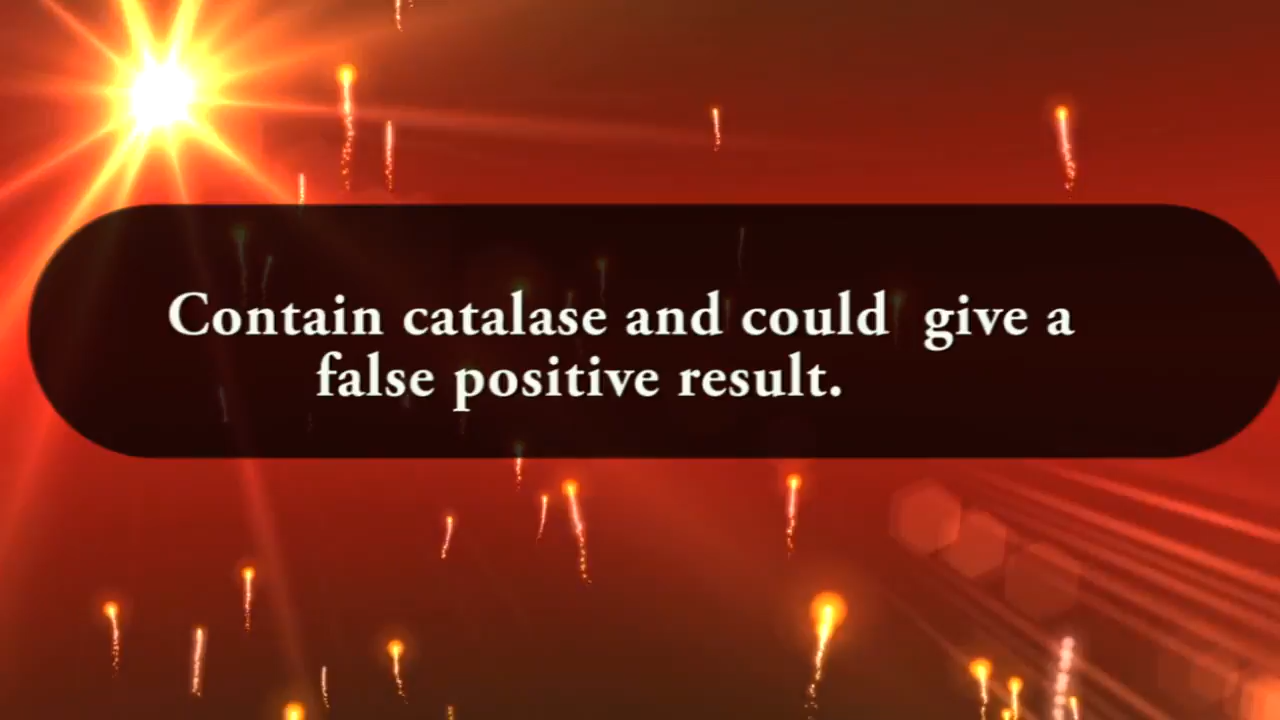 Contain catalase and could  give a
false positive result.